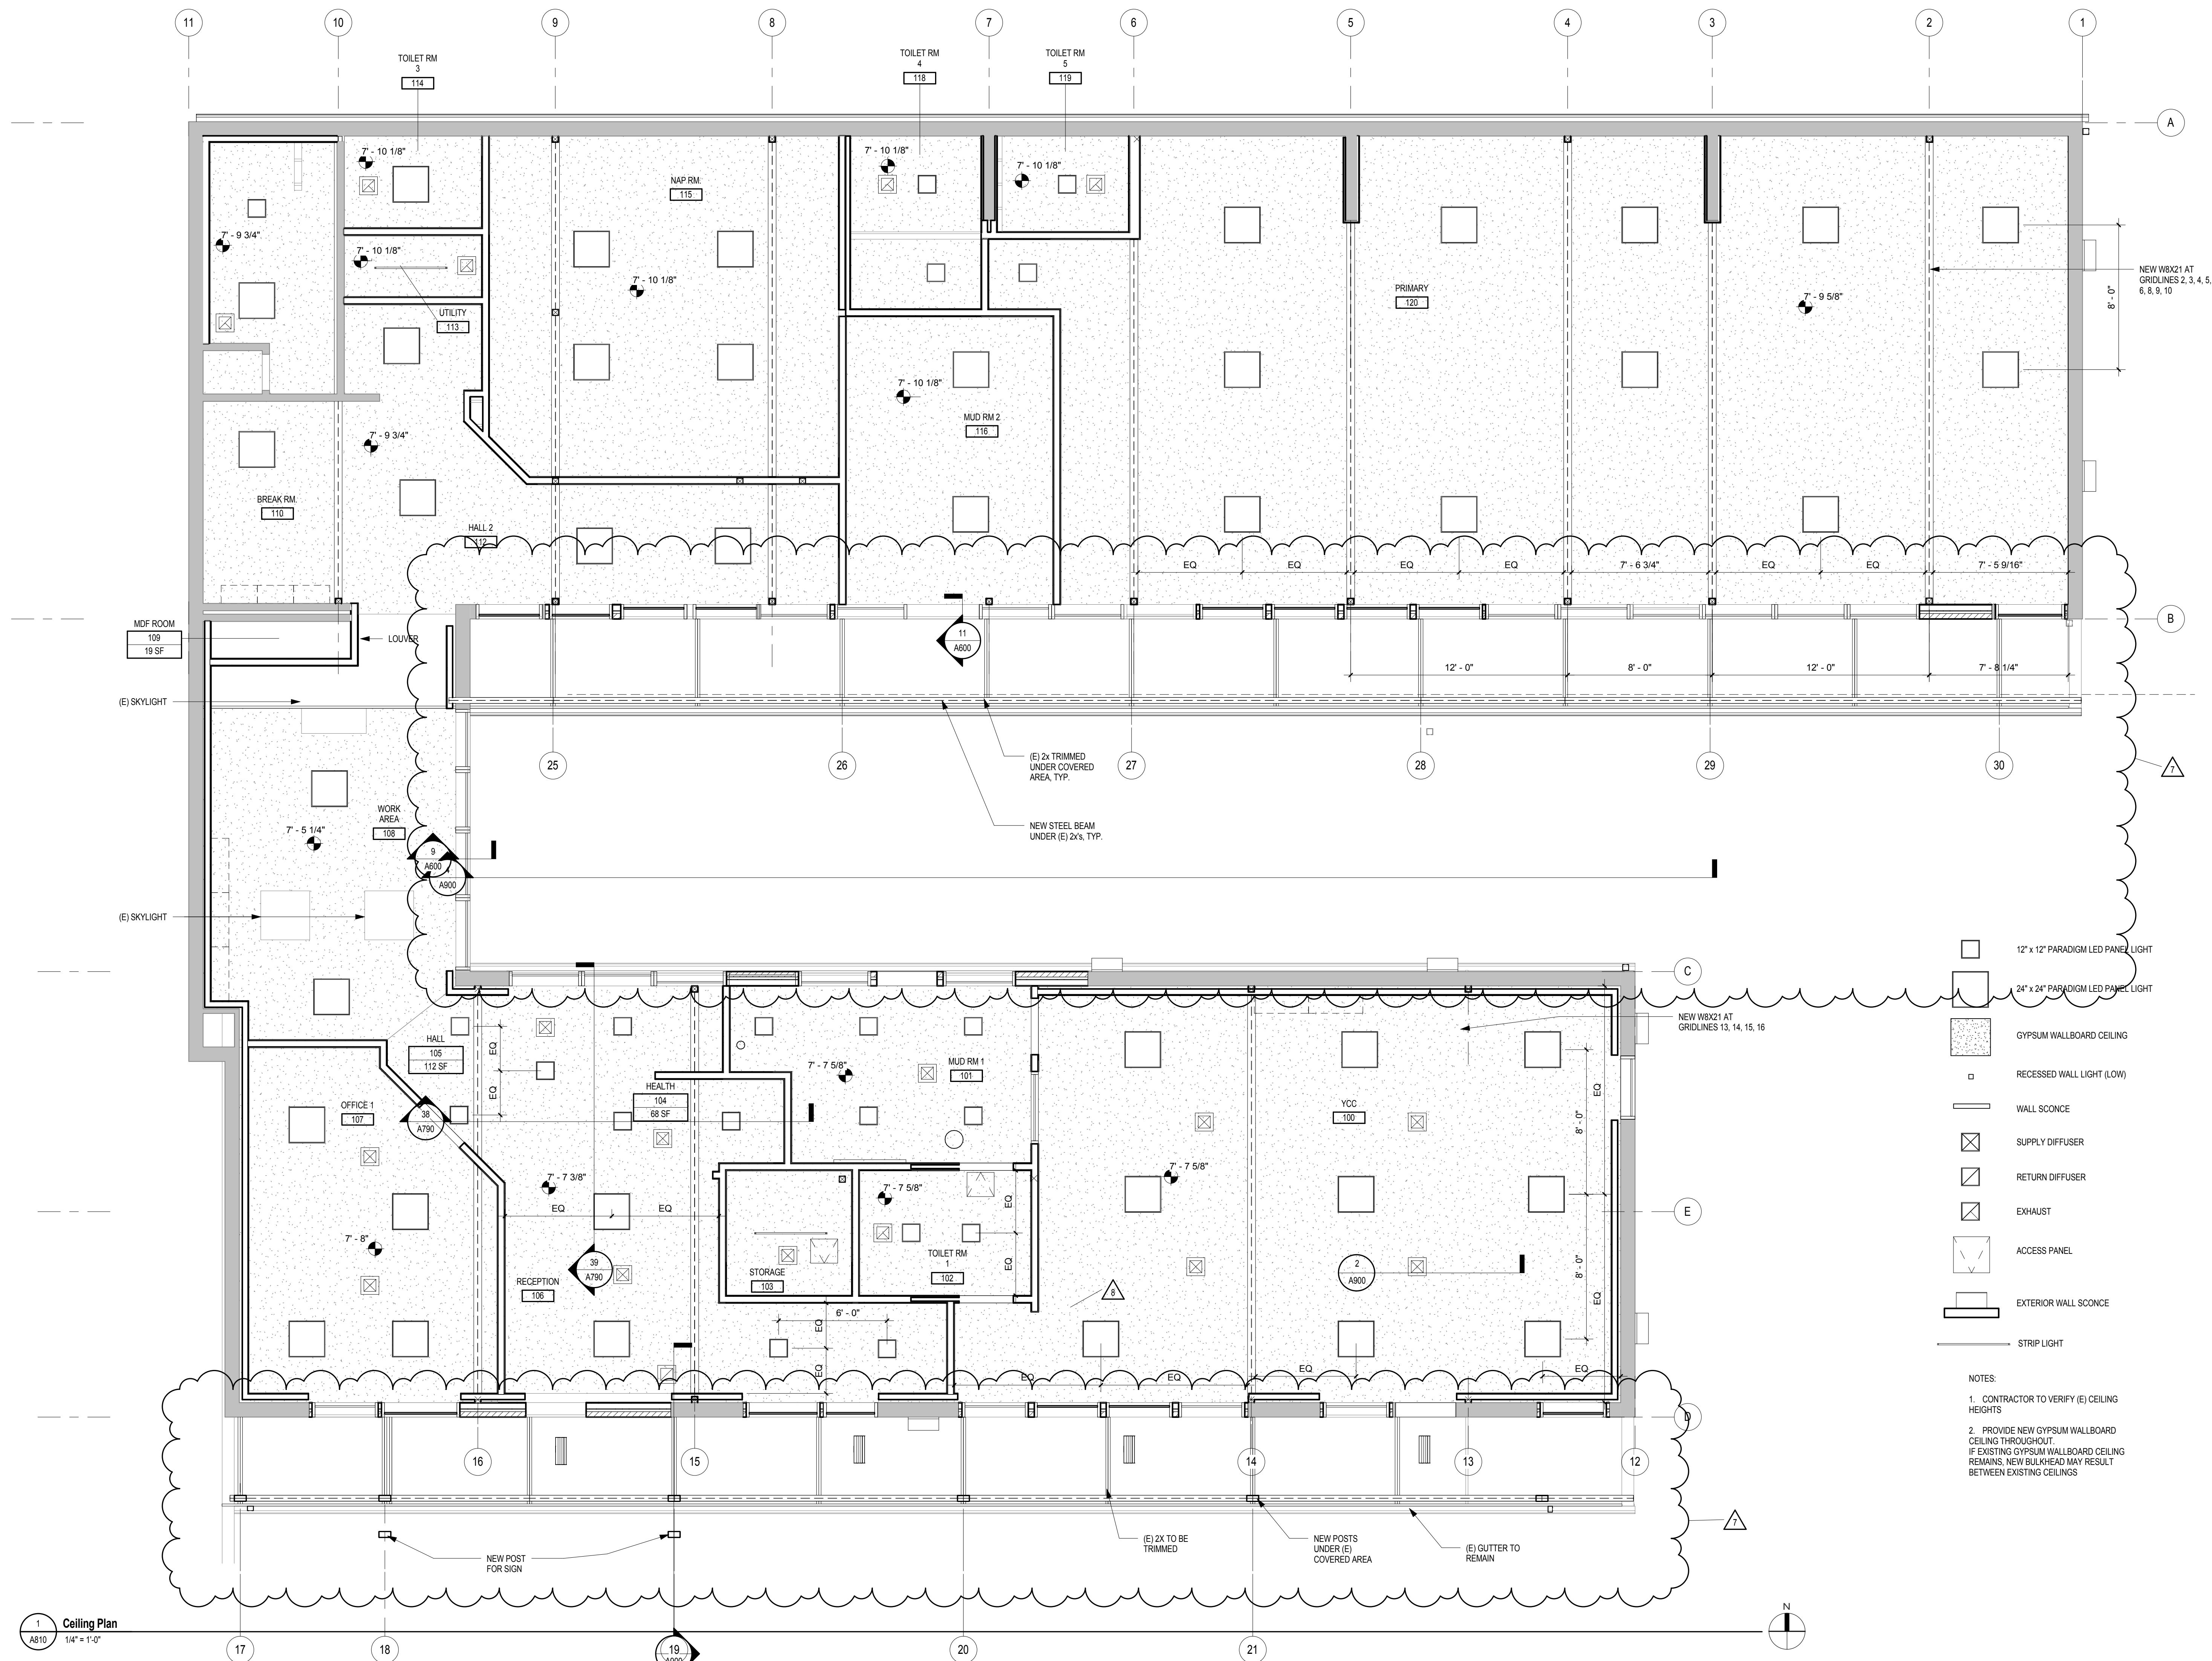 11
10
9
8
7
6
5
4
3
2
1
TOILET RM
3
114
TOILET RM
4
118
TOILET RM
5
119
A
7' - 10 1/8"
7' - 10 1/8"
7' - 10 1/8"
NAP RM.
115
7' - 9 3/4"
7' - 10 1/8"
7' - 10 1/8"
UTILITY
113
PRIMARY
120
7' - 9 5/8"
8' - 0"
NEW W8X21 AT
GRIDLINES 2, 3, 4, 5,
6, 8, 9, 10
7' - 10 1/8"
MUD RM 2
116
7' - 9 3/4"
BREAK RM.
110
HALL 2
112
EQ
EQ
EQ
EQ
7' - 6 3/4"
EQ
EQ
7' - 5 9/16"
MDF ROOM
109
19 SF
LOUVER
11
A600
B
12' - 0"
8' - 0"
12' - 0"
7' - 8 1/4"
(E) SKYLIGHT
25
26
27
28
29
30
(E) 2x TRIMMED
UNDER COVERED
AREA, TYP.
7
WORK
AREA
108
7' - 5 1/4"
NEW STEEL BEAM
UNDER (E) 2x's, TYP.
9
A600
A900
(E) SKYLIGHT
12" x 12" PARADIGM LED PANEL LIGHT
C
24" x 24" PARADIGM LED PANEL LIGHT
NEW W8X21 AT
GRIDLINES 13, 14, 15, 16
GYPSUM WALLBOARD CEILING
HALL
105
112 SF
EQ
EQ
7' - 7 5/8"
MUD RM 1
101
RECESSED WALL LIGHT (LOW)
HEALTH
104
68 SF
OFFICE 1
107
38
A790
YCC
100
EQ
8' - 0"
WALL SCONCE
SUPPLY DIFFUSER
7' - 7 3/8"
7' - 7 5/8"
7' - 7 5/8"
RETURN DIFFUSER
EQ
EQ
EQ
E
EXHAUST
7' - 8"
TOILET RM
1
102
EQ
8' - 0"
EQ
ACCESS PANEL
39
A790
2
A900
STORAGE
103
RECEPTION
106
8
EXTERIOR WALL SCONCE
6' - 0"
EQ
EQ
STRIP LIGHT
EQ
EQ
EQ
EQ
NOTES:
1. CONTRACTOR TO VERIFY (E) CEILING
HEIGHTS
2. PROVIDE NEW GYPSUM WALLBOARD
CEILING THROUGHOUT.
IF EXISTING GYPSUM WALLBOARD CEILING
REMAINS, NEW BULKHEAD MAY RESULT
BETWEEN EXISTING CEILINGS
D
16
15
14
13
12
7
(E) 2X TO BE
TRIMMED
NEW POSTS
UNDER (E)
COVERED AREA
(E) GUTTER TO
REMAIN
NEW POST
FOR SIGN
N
1
A810
Ceiling Plan
1/4" = 1'-0"
17
18
19
A900
20
21